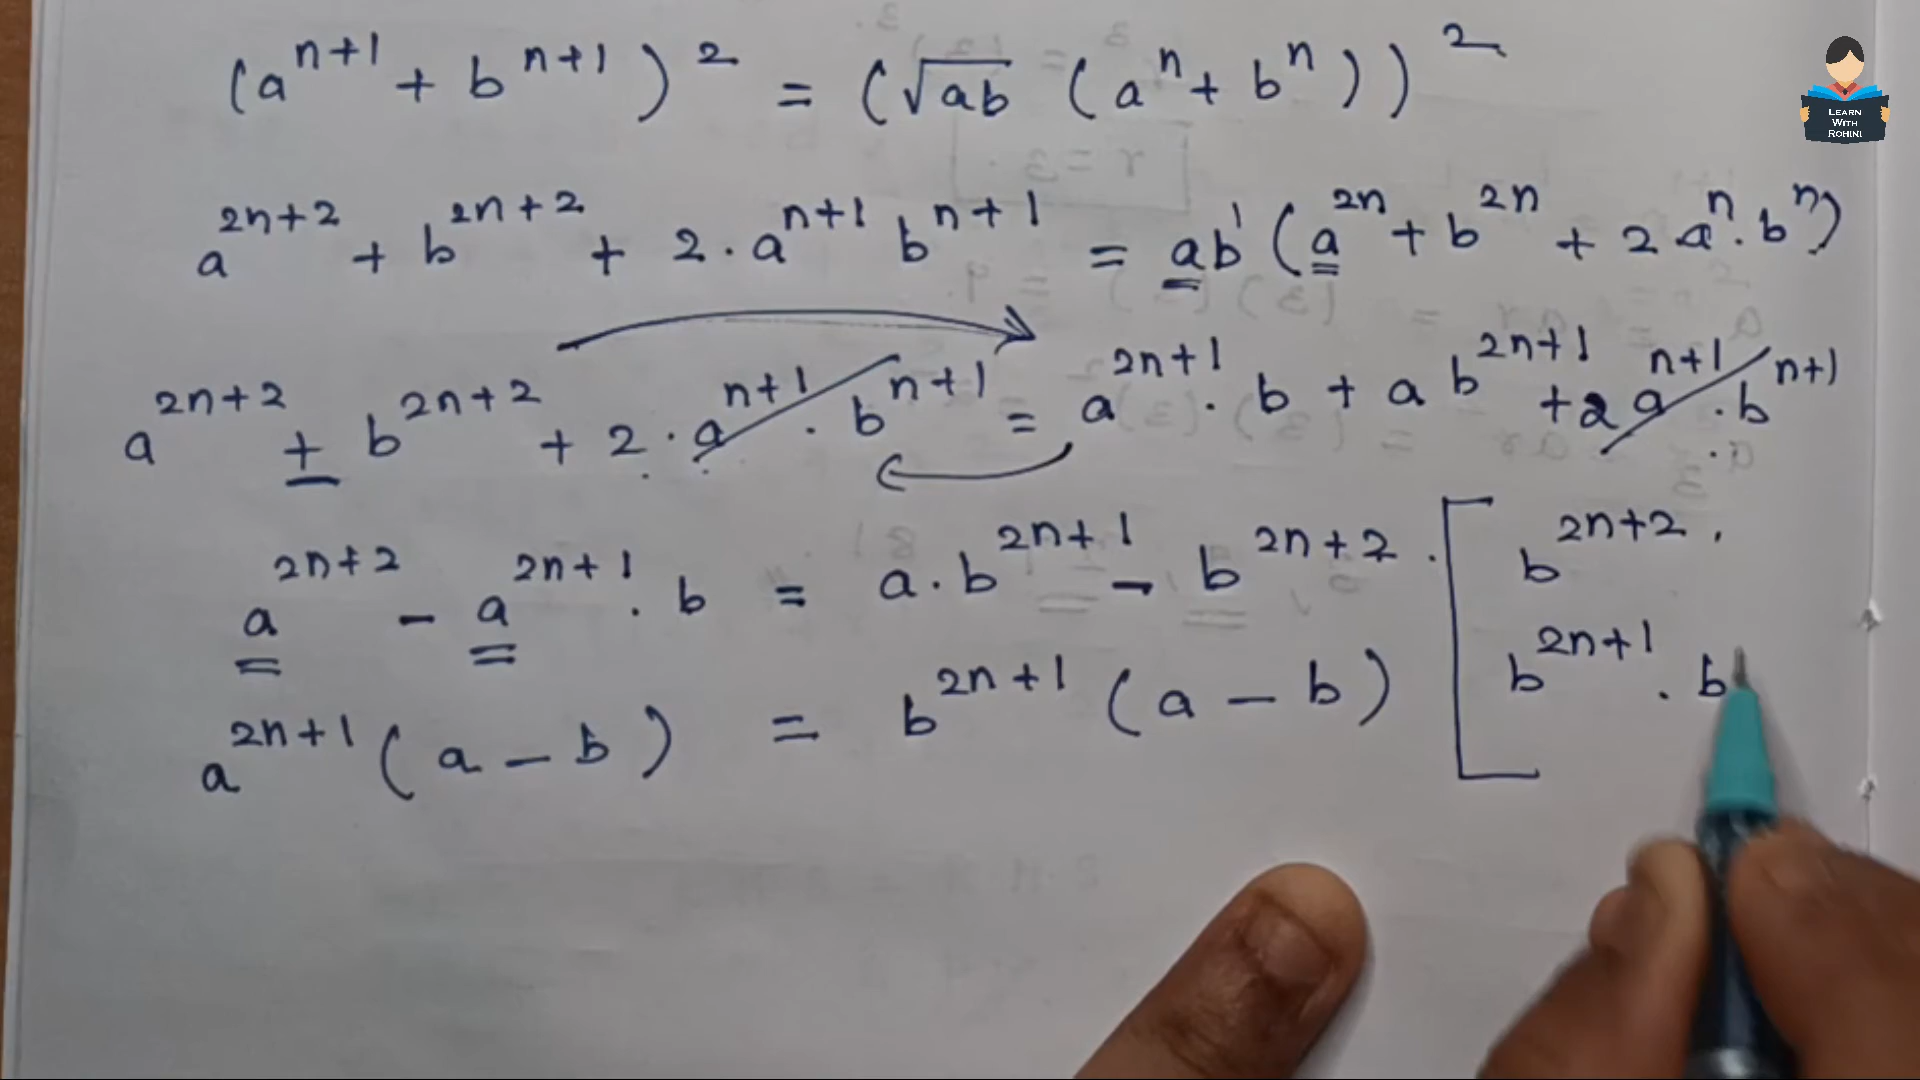 (a^{n+1} + b^{n+1})^2 = (√ab (a^n + b^n))^2
a^{2n+2} + b^{2n+2} + 2 · a^{n+1} b^{n+1} = ab^1 (a^{2n} + b^{2n} + 2 a^n · b^n)
a^{2n+2} + b^{2n+2} + 2 · a^{n+1} · b^{n+1} = a^{2n+1} · b + a b^{2n+1} + 2 a^{n+1} · b^{n+1}
a^{2n+2} - a^{2n+1} · b = a · b^{2n+1} - b^{2n+2} .
a^{2n+1} (a - b) = b^{2n+1} (a - b)
[ b^{2n+2} .
b^{2n+1} . b
LEARN
WITH
ROHINI